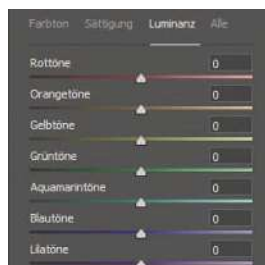 Farbton Sättigung Luminanz Alle
Rottöne 0
Orangetöne 0
Gelbtöne 0
Grüntöne 0
Aquamarintöne 0
Blautöne 0
Lilatöne 0